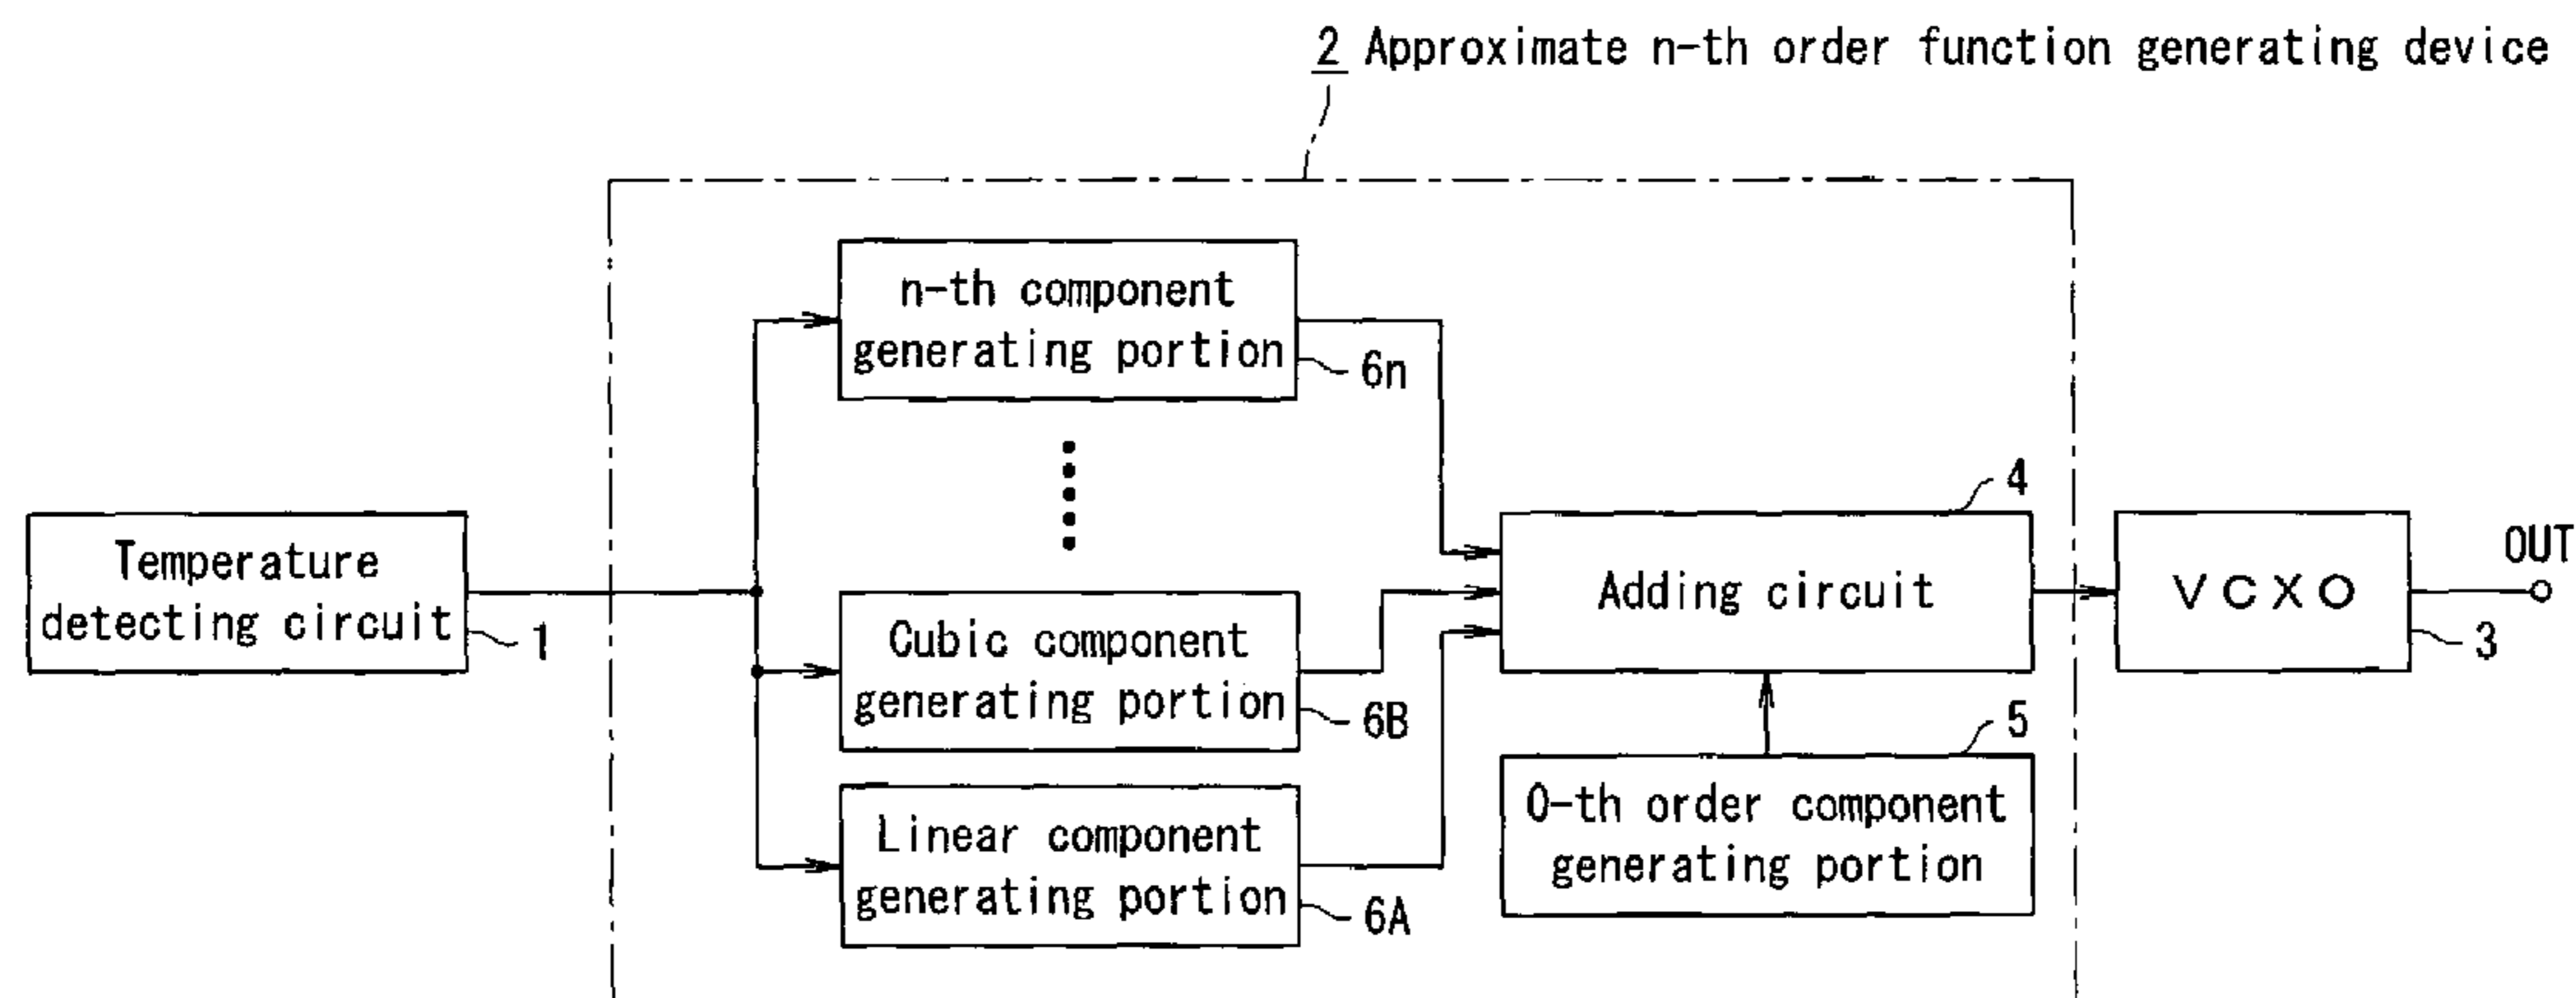 2 Approximate n-th order function generating device
n-th component
generating portion
6n
Temperature
detecting circuit
1
Cubic component
generating portion
6B
Linear component
generating portion
6A
4
Adding circuit
5
0-th order component
generating portion
VCXO
3
OUT